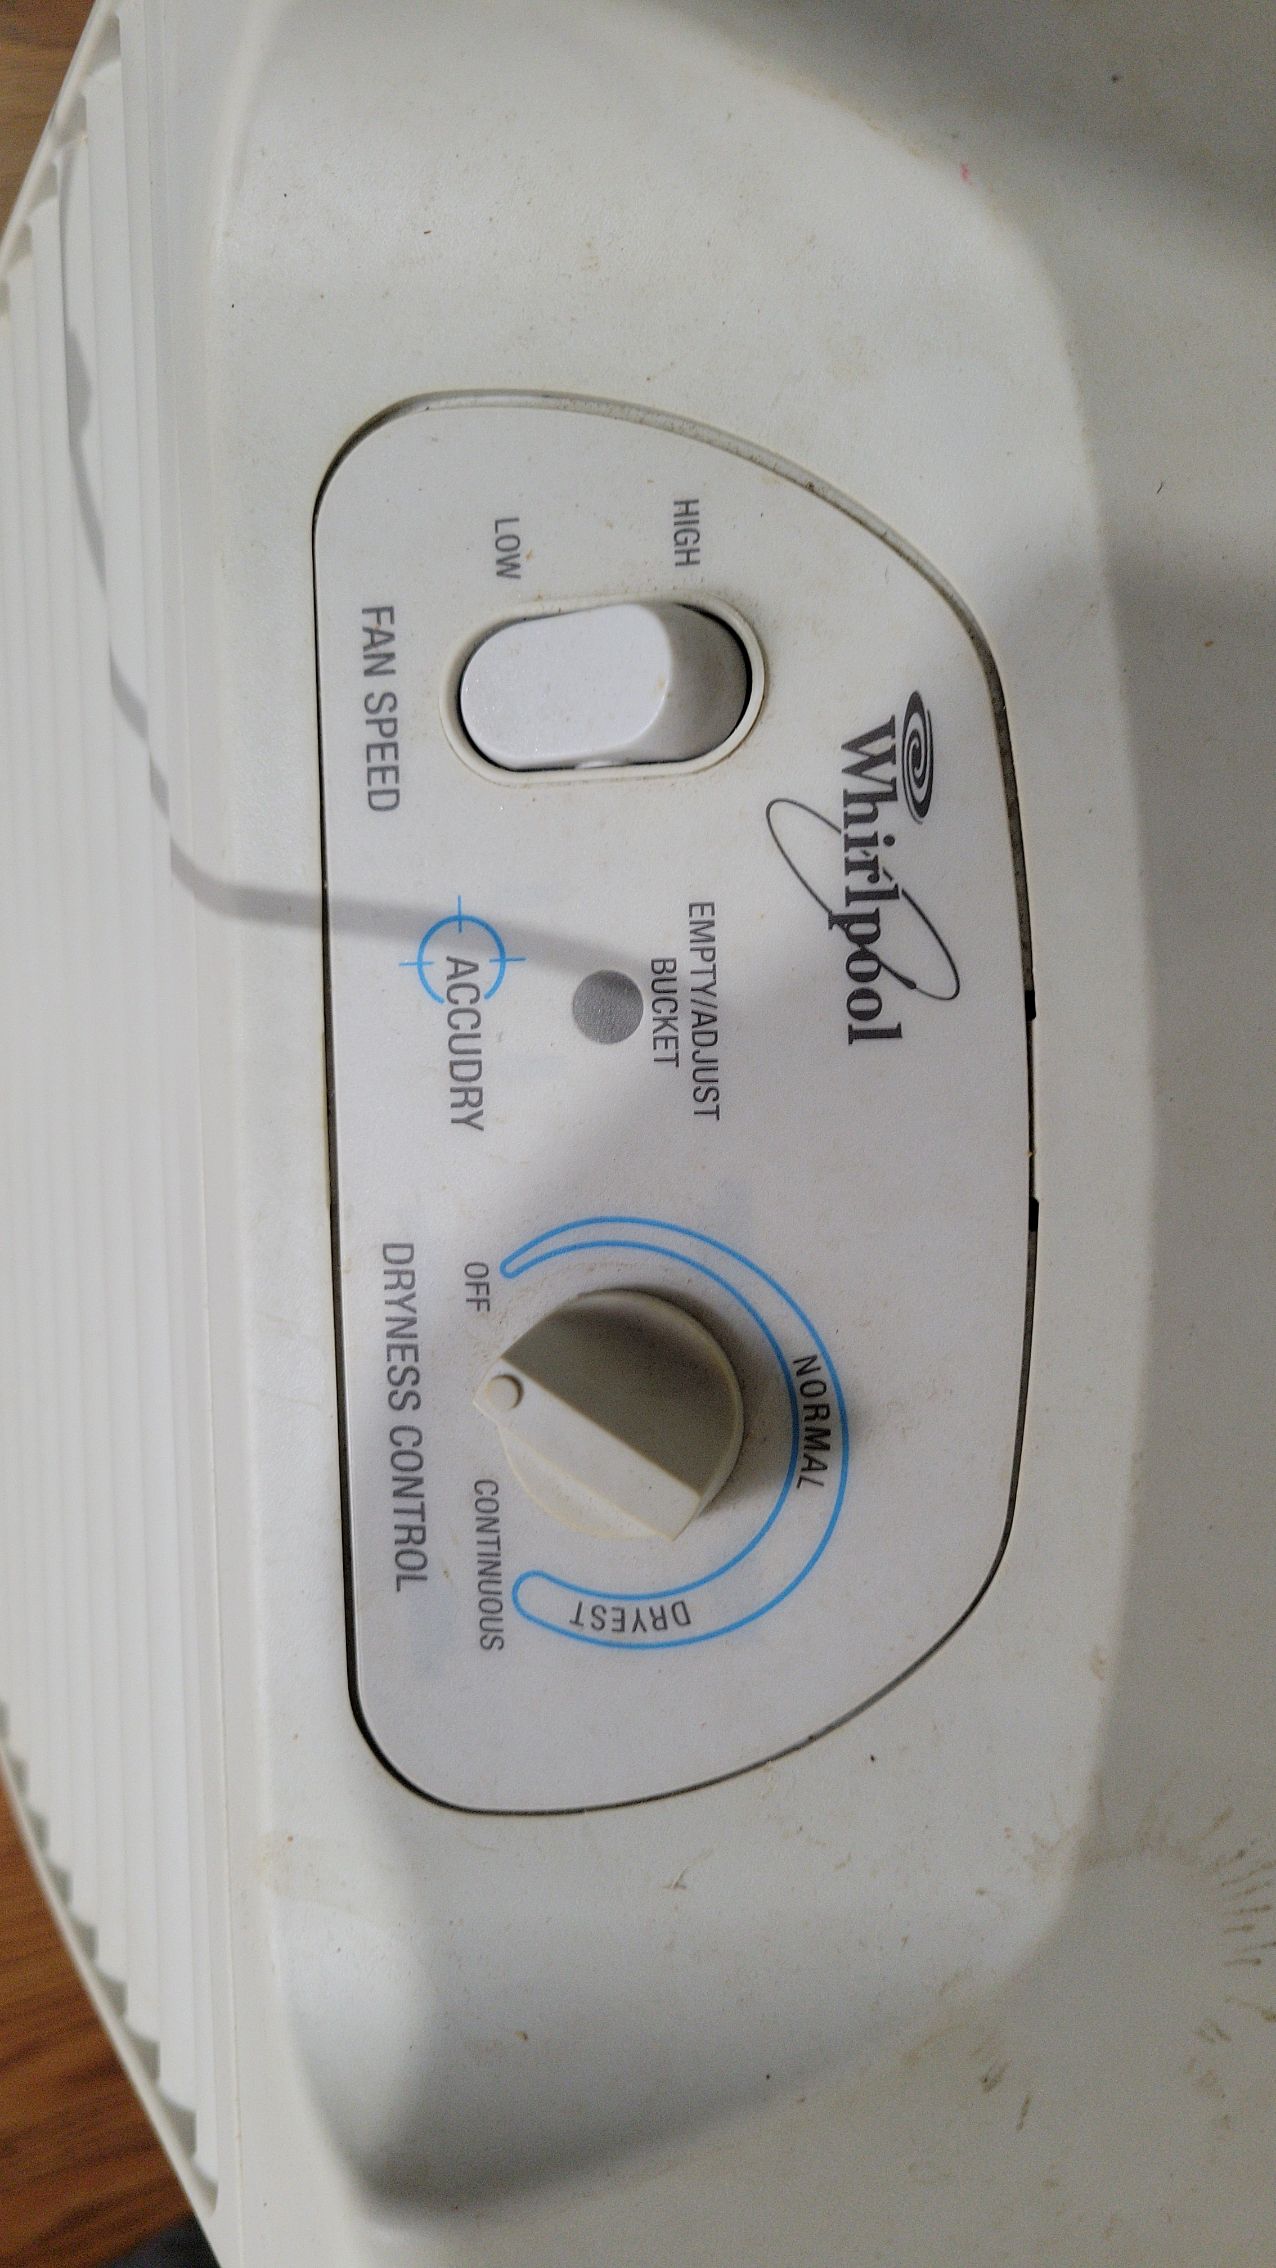 Whirlpool
HIGH
LOW
FAN SPEED
EMPTY/ADJUST
BUCKET
ACCUDRY
NORMAL
DRYEST
OFF
CONTINUOUS
DRYNESS CONTROL